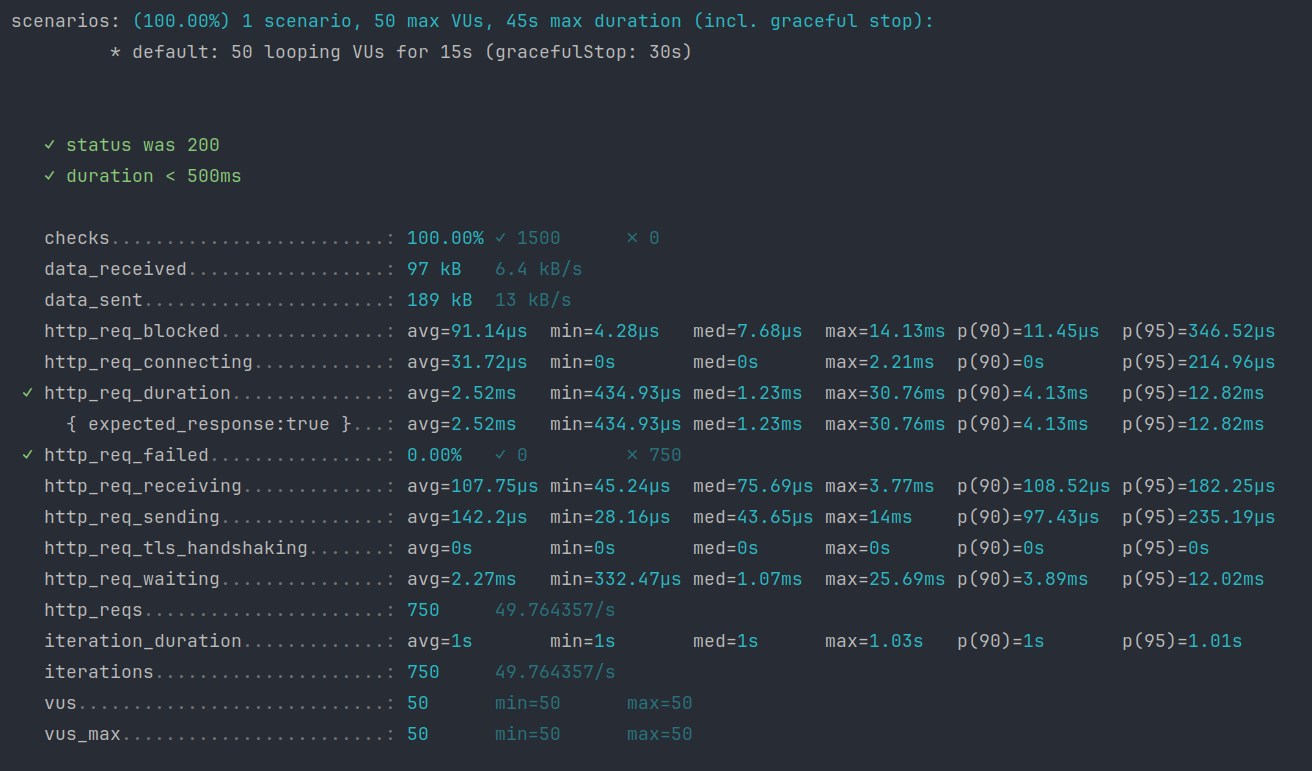 scenarios: (100.00%) 1 scenario, 50 max VUs, 45s max duration (incl. graceful stop):
         * default: 50 looping VUs for 15s (gracefulStop: 30s)
✓ status was 200
✓ duration < 500ms
checks.........................: 100.00% ✓ 1500      ✗ 0
data_received..................: 97 kB   6.4 kB/s
data_sent......................: 189 kB  13 kB/s
http_req_blocked...............: avg=91.14µs  min=4.28µs   med=7.68µs  max=14.13ms p(90)=11.45µs  p(95)=346.52µs
http_req_connecting............: avg=31.72µs  min=0s       med=0s      max=2.21ms  p(90)=0s       p(95)=214.96µs
✓ http_req_duration..............: avg=2.52ms   min=434.93µs med=1.23ms  max=30.76ms p(90)=4.13ms   p(95)=12.82ms
{ expected_response:true }...: avg=2.52ms   min=434.93µs med=1.23ms  max=30.76ms p(90)=4.13ms   p(95)=12.82ms
✓ http_req_failed................: 0.00%   ✓ 0         ✗ 750
http_req_receiving.............: avg=107.75µs min=45.24µs  med=75.69µs max=3.77ms  p(90)=108.52µs p(95)=182.25µs
http_req_sending...............: avg=142.2µs  min=28.16µs  med=43.65µs max=14ms    p(90)=97.43µs  p(95)=235.19µs
http_req_tls_handshaking.......: avg=0s       min=0s       med=0s      max=0s      p(90)=0s       p(95)=0s
http_req_waiting...............: avg=2.27ms   min=332.47µs med=1.07ms  max=25.69ms p(90)=3.89ms   p(95)=12.02ms
http_reqs......................: 750     49.764357/s
iteration_duration.............: avg=1s       min=1s       med=1s      max=1.03s   p(90)=1s       p(95)=1.01s
iterations.....................: 750     49.764357/s
vus............................: 50      min=50      max=50
vus_max........................: 50      min=50      max=50